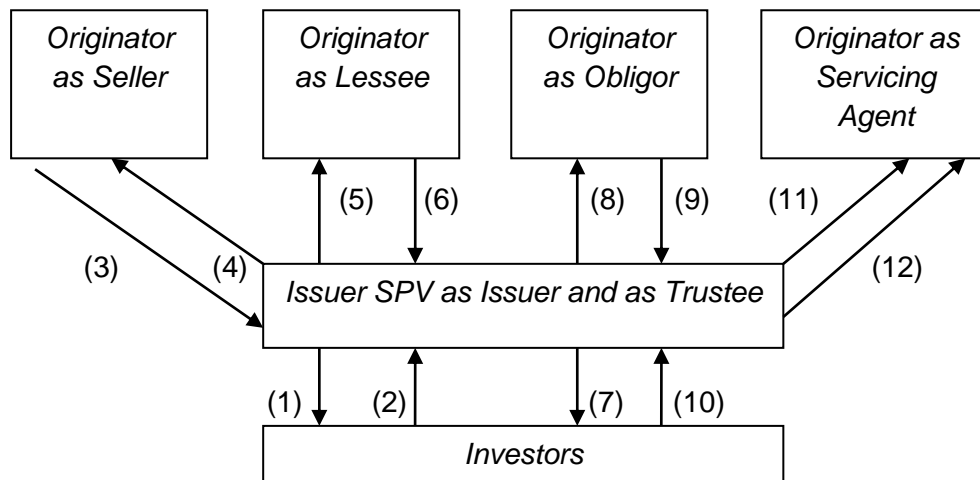 Originator
as Seller
Originator
as Lessee
Originator
as Obligor
Originator as
Servicing
Agent
(5)
(6)
(8)
(9)
(11)
(3)
(4)
(12)
Issuer SPV as Issuer and as Trustee
(1)
(2)
(7)
(10)
Investors